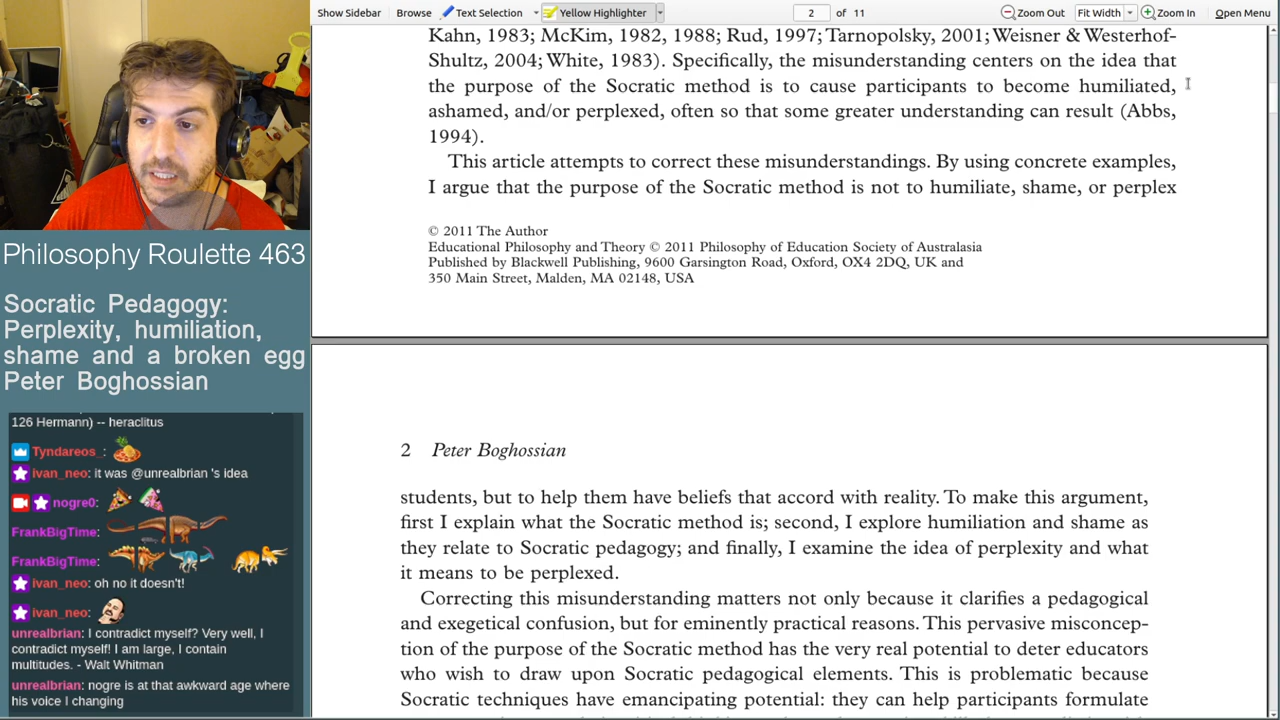 Show Sidebar Browse Text Selection Yellow Highlighter 2 of 11 Zoom Out Fit Width Zoom In Open Menu
Kahn, 1983; McKim, 1982, 1988; Rud, 1997; Tarnopolsky, 2001; Weisner & Westerhof-
Shultz, 2004; White, 1983). Specifically, the misunderstanding centers on the idea that
the purpose of the Socratic method is to cause participants to become humiliated,
ashamed, and/or perplexed, often so that some greater understanding can result (Abbs,
1994).
This article attempts to correct these misunderstandings. By using concrete examples,
I argue that the purpose of the Socratic method is not to humiliate, shame, or perplex
© 2011 The Author
Educational Philosophy and Theory © 2011 Philosophy of Education Society of Australasia
Published by Blackwell Publishing, 9600 Garsington Road, Oxford, OX4 2DQ, UK and
350 Main Street, Malden, MA 02148, USA
2 Peter Boghossian
students, but to help them have beliefs that accord with reality. To make this argument,
first I explain what the Socratic method is; second, I explore humiliation and shame as
they relate to Socratic pedagogy; and finally, I examine the idea of perplexity and what
it means to be perplexed.
Correcting this misunderstanding matters not only because it clarifies a pedagogical
and exegetical confusion, but for eminently practical reasons. This pervasive misconcep-
tion of the purpose of the Socratic method has the very real potential to deter educators
who wish to draw upon Socratic pedagogical elements. This is problematic because
Socratic techniques have emancipating potential: they can help participants formulate
Philosophy Roulette 463
Socratic Pedagogy:
Perplexity, humiliation,
shame and a broken egg
Peter Boghossian
126 Hermann) -- heraclitus
Tyndareos_:
ivan_neo: it was @unrealbrian 's idea
nogre0:
FrankBigTime:
FrankBigTime:
ivan_neo: oh no it doesn't!
ivan_neo:
unrealbrian: I contradict myself? Very well, I
contradict myself! I am large, I contain
multitudes. - Walt Whitman
unrealbrian: nogre is at that awkward age where
his voice I changing